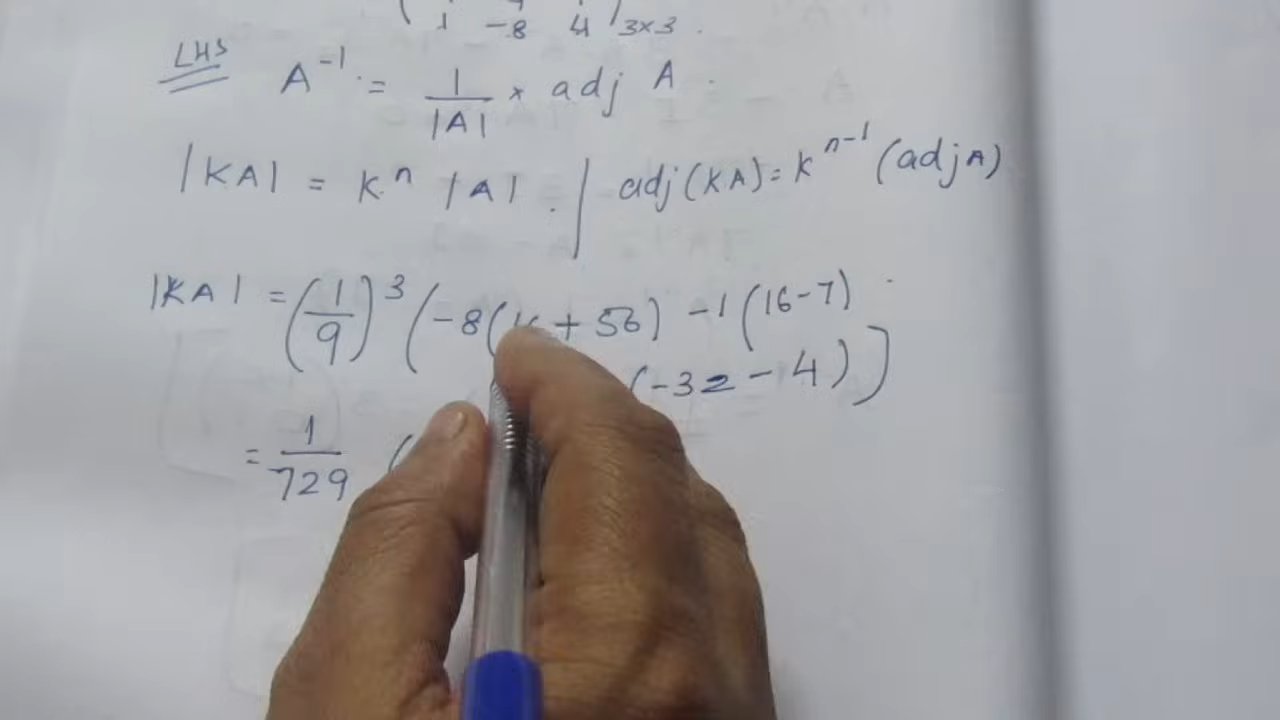 1 -8 4 3x3 .
LHS A⁻¹ = 1/|A| × adj A .
|KA| = Kⁿ |A| . | adj(KA) = Kⁿ⁻¹ (adj A)
|KA| = (1/9)³ (-8( + 56) - 1 (16-7)
(-32 - 4))
= 1/729 (